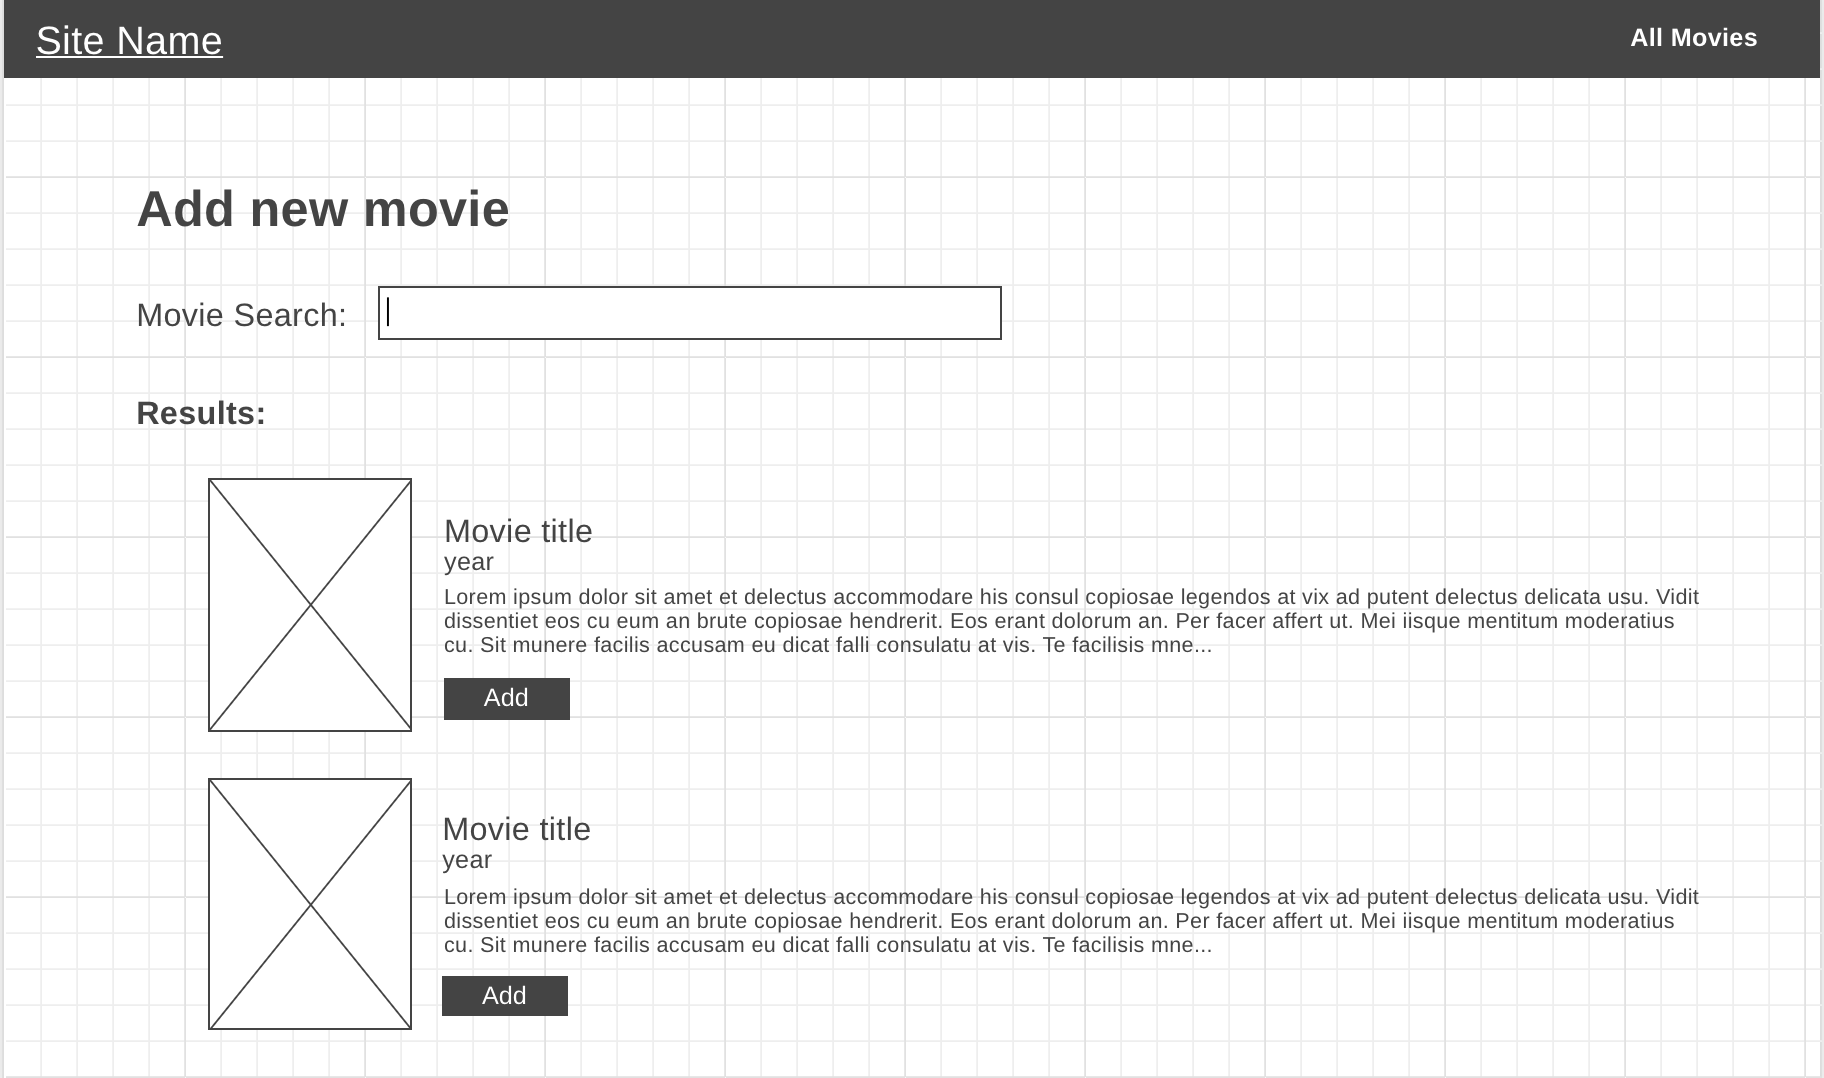 Site Name
All Movies
Add new movie
Movie Search:
Results:
Movie title
year
Lorem ipsum dolor sit amet et delectus accommodare his consul copiosae legendos at vix ad putent delectus delicata usu. Vidit
dissentiet eos cu eum an brute copiosae hendrerit. Eos erant dolorum an. Per facer affert ut. Mei iisque mentitum moderatius
cu. Sit munere facilis accusam eu dicat falli consulatu at vis. Te facilisis mne...
Add
Movie title
year
Lorem ipsum dolor sit amet et delectus accommodare his consul copiosae legendos at vix ad putent delectus delicata usu. Vidit
dissentiet eos cu eum an brute copiosae hendrerit. Eos erant dolorum an. Per facer affert ut. Mei iisque mentitum moderatius
cu. Sit munere facilis accusam eu dicat falli consulatu at vis. Te facilisis mne...
Add